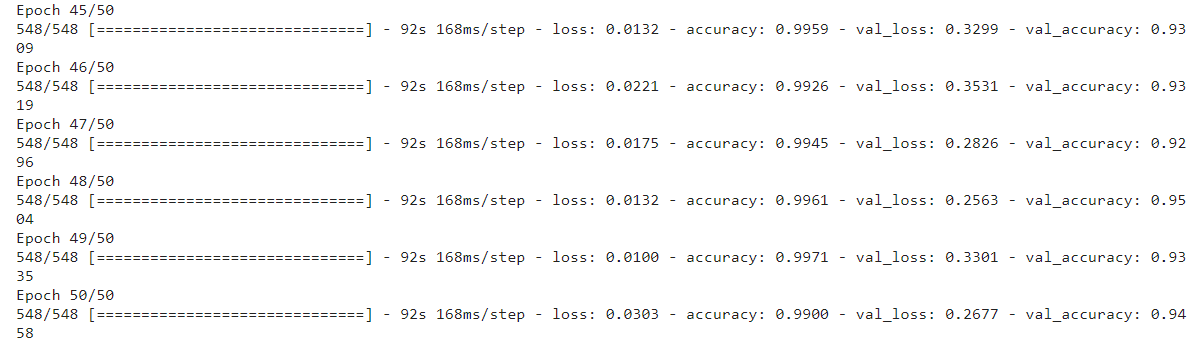 Epoch 45/50
548/548 [==============================] - 92s 168ms/step - loss: 0.0132 - accuracy: 0.9959 - val_loss: 0.3299 - val_accuracy: 0.93
09
Epoch 46/50
548/548 [==============================] - 92s 168ms/step - loss: 0.0221 - accuracy: 0.9926 - val_loss: 0.3531 - val_accuracy: 0.93
19
Epoch 47/50
548/548 [==============================] - 92s 168ms/step - loss: 0.0175 - accuracy: 0.9945 - val_loss: 0.2826 - val_accuracy: 0.92
96
Epoch 48/50
548/548 [==============================] - 92s 168ms/step - loss: 0.0132 - accuracy: 0.9961 - val_loss: 0.2563 - val_accuracy: 0.95
04
Epoch 49/50
548/548 [==============================] - 92s 168ms/step - loss: 0.0100 - accuracy: 0.9971 - val_loss: 0.3301 - val_accuracy: 0.93
35
Epoch 50/50
548/548 [==============================] - 92s 168ms/step - loss: 0.0303 - accuracy: 0.9900 - val_loss: 0.2677 - val_accuracy: 0.94
58